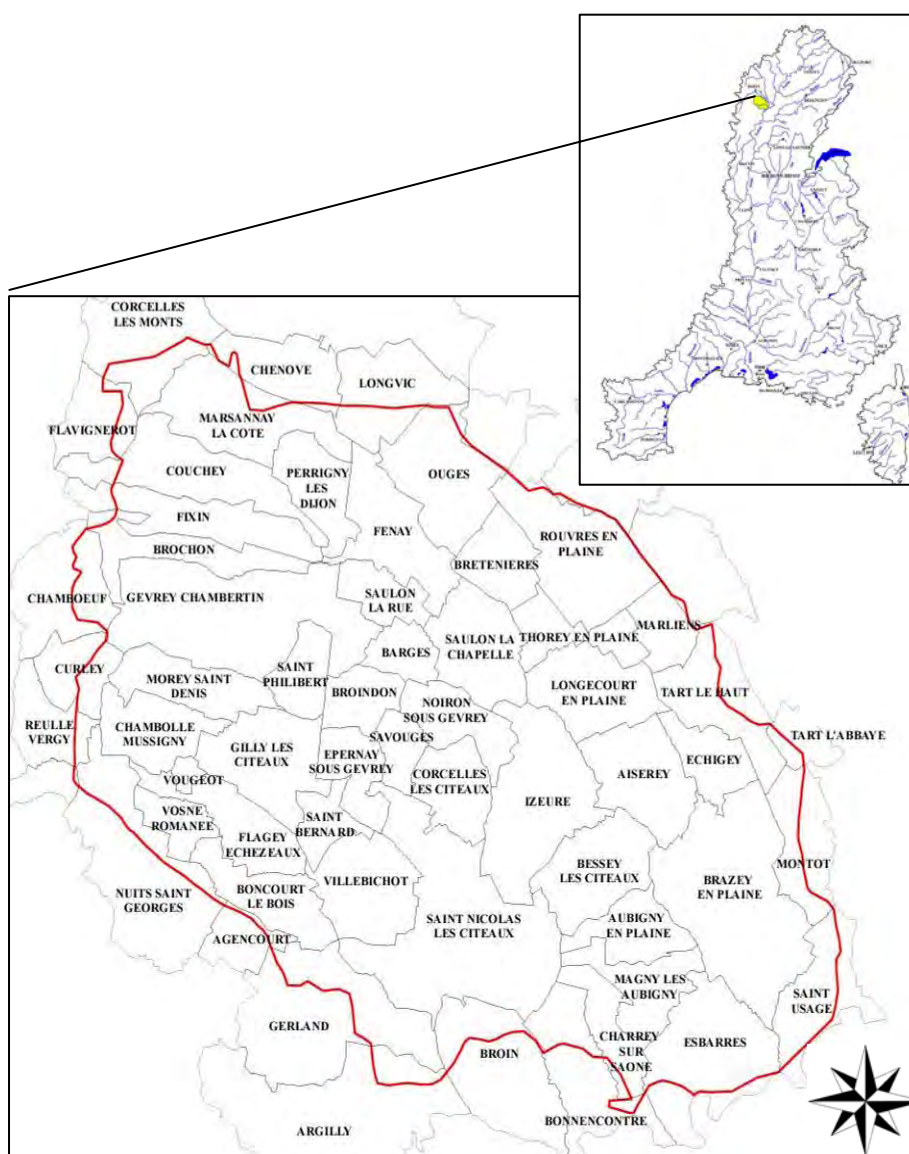 CORCELLES
LES MONTS
CHENOVE
LONGVIC
FLAVIGNEROT
MARSANNAY
LA COTE
COUCHEY
PERRIGNY
LES
DIJON
OUGES
FIXIN
FENAY
ROUVRES EN
PLAINE
BROCHON
BRETENIERES
CHAMBOEUF
GEVREY CHAMBERTIN
SAULON
LA RUE
MARLIENS
BARGES
SAULON LA
CHAPELLE
THOREY EN PLAINE
CURLEY
MOREY SAINT
DENIS
SAINT
PHILIBERT
BROINDON
LONGECOURT
EN PLAINE
TART LE HAUT
NOIRON
SOUS GEVREY
REULLE
VERGY
CHAMBOLLE
MUSSIGNY
GILLY LES
CITEAUX
SAVOUGES
EPERNAY
SOUS GEVREY
TART L'ABBAYE
CORCELLES
LES CITEAUX
AISEREY
ECHIGEY
VOUGEOT
IZEURE
VOSNE
ROMANEE
SAINT
BERNARD
FLAGEY
ECHEZEAUX
BESSEY
LES CITEAUX
MONTOT
NUITS SAINT
GEORGES
BONCOURT
LE BOIS
VILLEBICHOT
BRAZEY
EN PLAINE
SAINT NICOLAS
LES CITEAUX
AUBIGNY
EN PLAINE
AGENCOURT
MAGNY LES
AUBIGNY
SAINT
USAGE
GERLAND
CHARREY
SUR
SAONE
ESBARRES
BROIN
BONNENCONTRE
ARGILLY